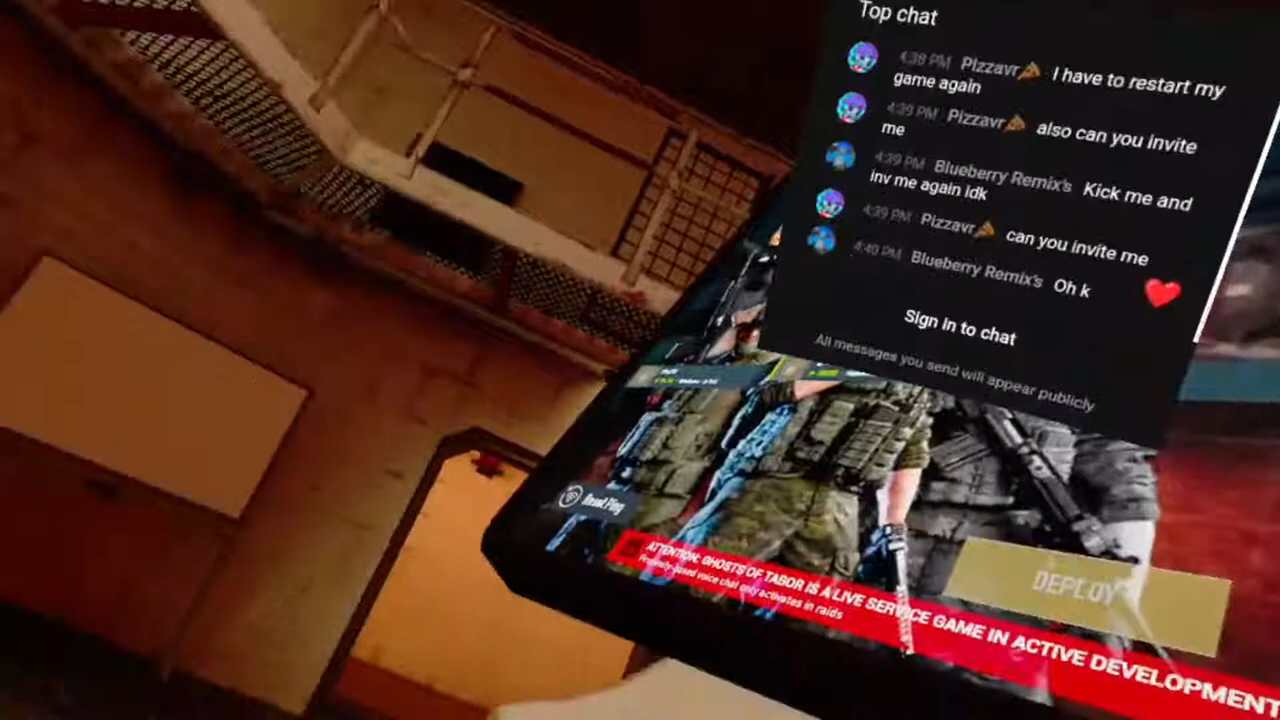 Top chat
4:38 PM Pizzavr🍕 I have to restart my
game again
4:39 PM Pizzavr🍕 also can you invite
me
4:39 PM Blueberry Remix's Kick me and
inv me again idk
4:39 PM Pizzavr🍕 can you invite me
4:40 PM Blueberry Remix's Oh k
Sign in to chat
All messages you send will appear publicly
ATTENTION: GHOSTS OF TABOR IS A LIVE SERVICE GAME IN ACTIVE DEVELOPMENT
voice chat only activates in raids
DEPLOY